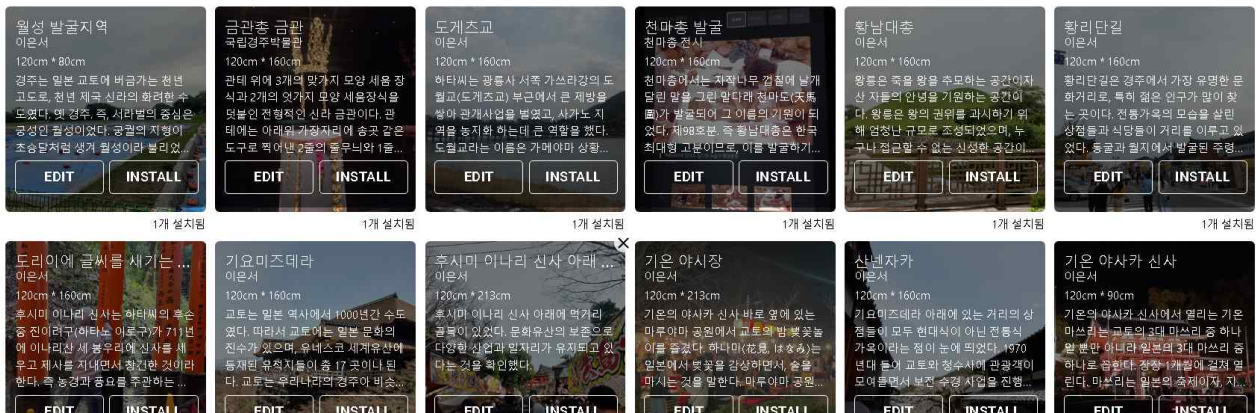 월성 발굴지역
이은서
120cm * 80cm
경주는 일본 교토에 버금가는 천년
고도로, 천년 제국 신라의 화려한 수
도였다. 옛 경주, 즉, 서라벌의 중심은
궁성인 월성이었다. 궁궐의 지형이
초승달처럼 생겨 월성이라 불리었...
EDIT
INSTALL
1개 설치됨
금관총 금관
국립경주박물관
120cm * 160cm
관테 위에 3개의 맞가지 모양 세움 장
식과 2개의 엇가지 모양 세움장식을
덧붙인 전형적인 신라 금관이다. 관
테에는 아래위 가장자리에 송곳 같은
도구로 찍어낸 2줄의 줄무늬와 1줄...
EDIT
INSTALL
1개 설치됨
도게츠교
이은서
120cm * 160cm
하타씨는 광륭사 서쪽 가쓰라강의 도
월교(도게츠교) 부근에서 큰 제방을
쌓아 관개사업을 벌였고, 사가노 지
역을 농지화 하는데 큰 역할을 했다.
도월교라는 이름은 가메야마 상황...
EDIT
INSTALL
1개 설치됨
천마총 발굴
천마총 전시
120cm * 160cm
천마총에서는 자작나무 껍질에 날개
달린 말을 그린 말다래 천마도(天馬
圖)가 발굴되어 그 이름의 기원이 되
었다. 제98호분. 즉 황남대총은 한국
최대형 고분이므로, 이를 발굴하기...
EDIT
INSTALL
1개 설치됨
황남대총
이은서
120cm * 160cm
왕릉은 죽을 왕을 추모하는 공간이자
산 자들의 안녕을 기원하는 공간이
다. 왕릉은 왕의 권위를 과시하기 위
해 엄청난 규모로 조성되었으며, 누
구나 접근할 수 없는 신성한 공간이...
EDIT
INSTALL
1개 설치됨
황리단길
이은서
120cm * 160cm
황리단길은 경주에서 가장 유명한 문
화거리로, 특히 젊은 인구가 많이 찾
는 곳이다. 전통가옥의 모습을 살린
상점들과 식당들이 거리를 이루고 있
었다. 동궁과 월지에서 발굴된 주령...
EDIT
INSTALL
1개 설치됨
도리이에 글씨를 새기는 ...
이은서
120cm * 160cm
후시미 이나리 신사는 하타씨의 후손
중 진이려구(하타노 이로구)가 711년
에 이나리산 세 봉우리에 신사를 세
우고 제사를 지내면서 창건한 것이라
한다. 즉 농경과 풍요를 주관하는 ...
EDIT
INSTALL
기요미즈데라
이은서
120cm * 160cm
교토는 일본 역사에서 1000년간 수도
였다. 따라서 교토에는 일본 문화의
진수가 있으며, 유네스코 세계유산에
등재된 유적지들이 총 17 곳이나 된
다. 교토는 우리나라의 경주와 비슷...
EDIT
INSTALL
후시미 이나리 신사 아래 ...
이은서
120cm * 213cm
후시미 이나리 신사 아래에 먹거리
골목이 있었다. 문화유산의 보존으로
다양한 산업과 일자리가 유지되고 있
다는 것을 확인했다.
EDIT
INSTALL
기온 야시장
이은서
120cm * 213cm
기온의 야사카 신사 바로 옆에 있는
마루야마 공원에서 교토의 밤 벚꽃놀
이를 즐겼다. 하나미(花見, はなみ)는
일본에서 벚꽃을 감상하면서, 술을
마시는 것을 말한다. 마루야마 공원...
EDIT
INSTALL
산넨자카
이은서
120cm * 213cm
기요미즈데라 아래에 있는 거리의 상
점들이 모두 현대식이 아닌 전통식
가옥이라는 점이 눈에 띄었다. 1970
년대 들어 교토와 청수사에 관광객이
모여들면서 보전 수경 사업을 진행...
EDIT
INSTALL
기온 야사카 신사
이은서
120cm * 90cm
기온의 야사카 신사에서 열리는 기온
마쓰리는 교토의 3대 마쓰리 중 하나
일 뿐만 아니라 일본의 3대 마쓰리 중
하나로 꼽힌다. 장장 1개월에 걸쳐 열
린다. 마쓰리는 일본의 축제이자, 지...
EDIT
INSTALL